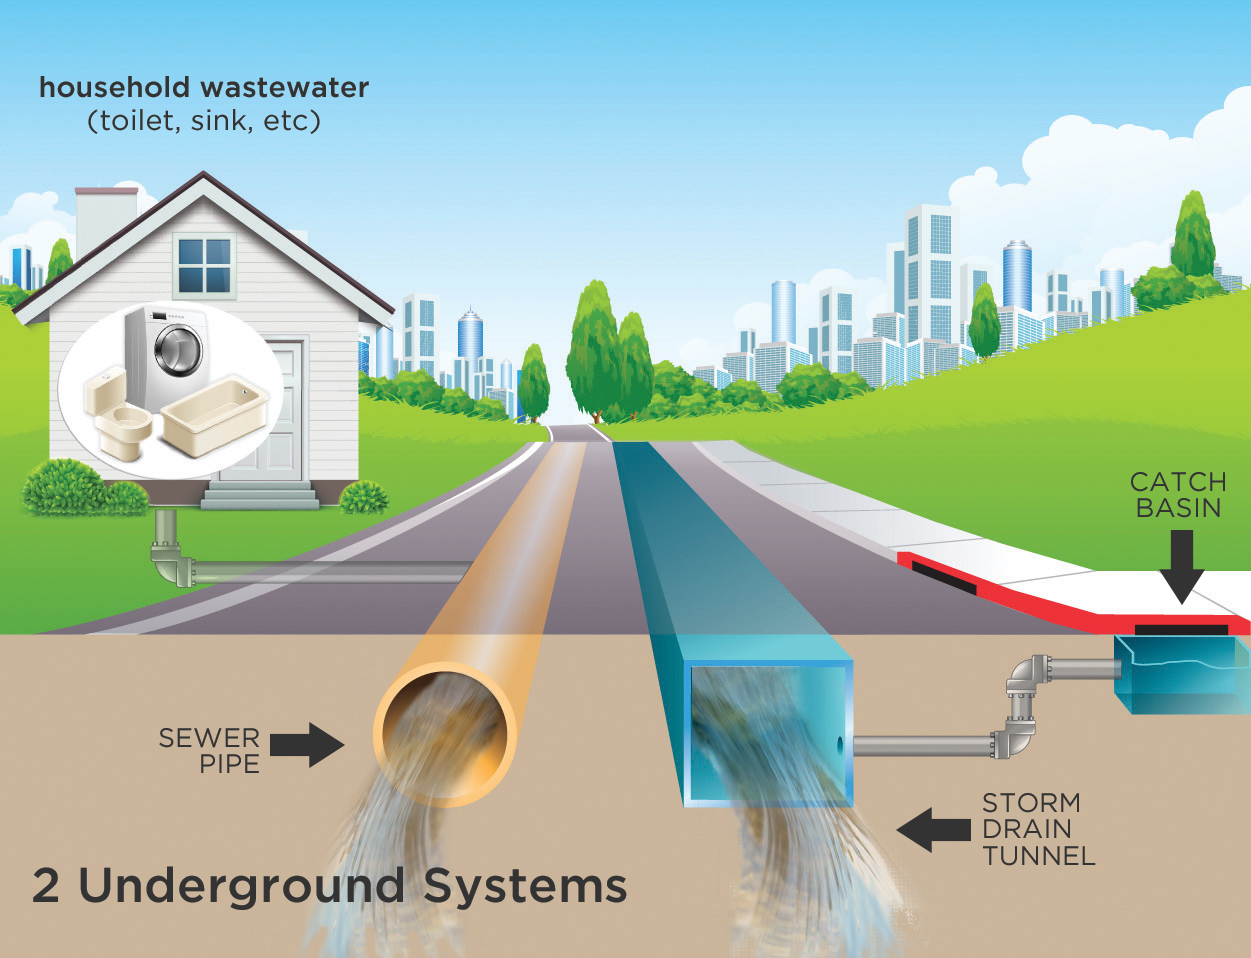 household wastewater
(toilet, sink, etc)
CATCH
BASIN
SEWER
PIPE
STORM
DRAIN
TUNNEL
2 Underground Systems